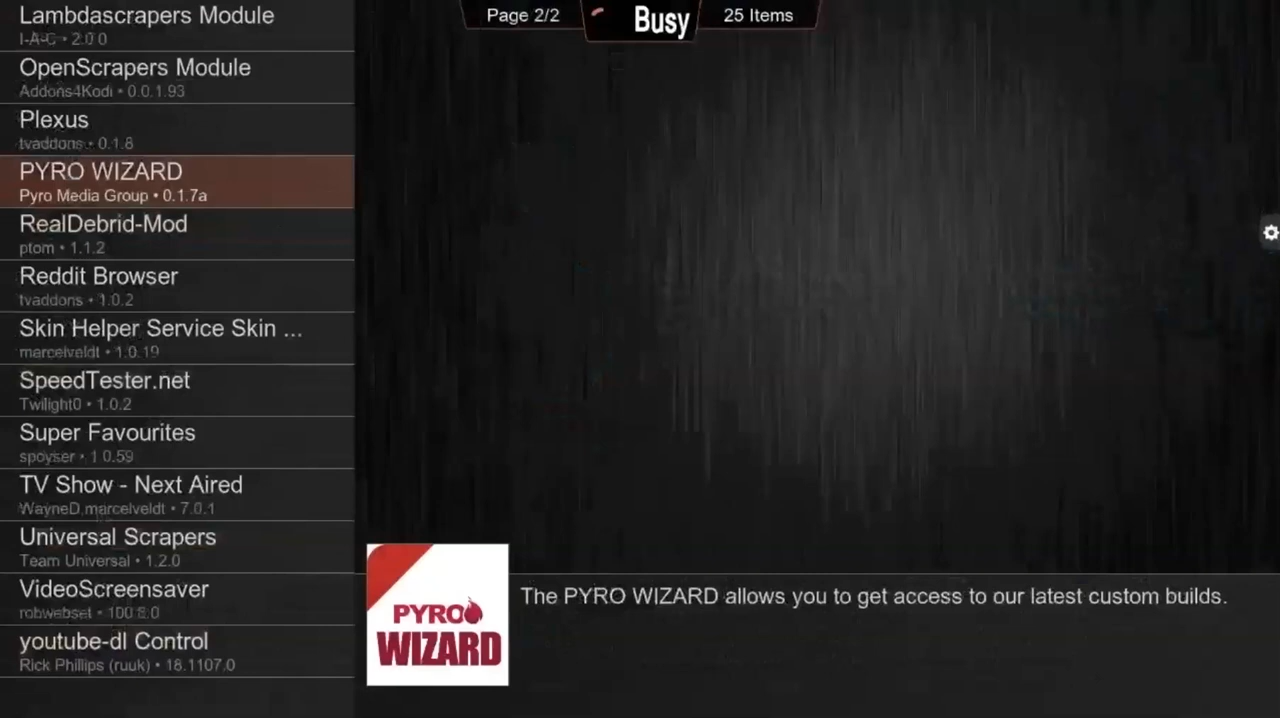 Page 2/2
Busy
25 Items
Lambdascrapers Module
I-A-C • 2.0.0
OpenScrapers Module
Addons4Kodi • 0.0.1.93
Plexus
tvaddons • 0.1.8
PYRO WIZARD
Pyro Media Group • 0.1.7a
RealDebrid-Mod
ptom • 1.1.2
Reddit Browser
tvaddons • 1.0.2
Skin Helper Service Skin ...
marcelveldt • 1.0.19
SpeedTester.net
Twilight0 • 1.0.2
Super Favourites
spoyser • 1.0.59
TV Show - Next Aired
WayneD,marcelveldt • 7.0.1
Universal Scrapers
Team Universal • 1.2.0
VideoScreensaver
robwebset •
youtube-dl Control
Rick Phillips (ruuk) • 18.1107.0
PYRO
WIZARD
The PYRO WIZARD allows you to get access to our latest custom builds.